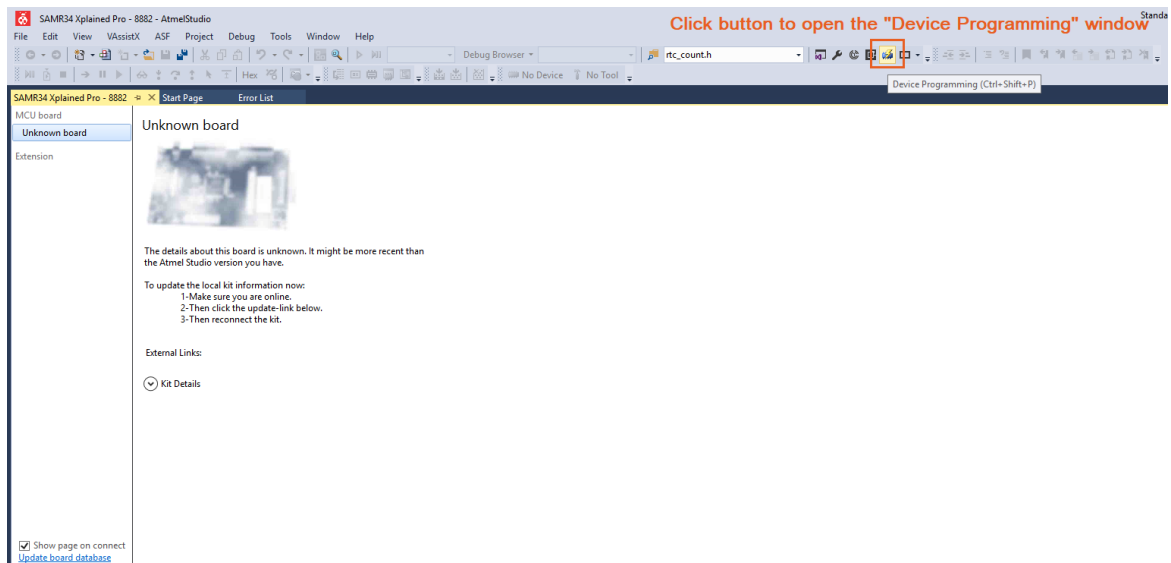 SAMR34 Xplained Pro - 8882 - AtmelStudio
Standa
Click button to open the "Device Programming" window
File Edit View VAssistX ASF Project Debug Tools Window Help
Debug Browser
rtc_count.h
Hex
No Device
No Tool
Device Programming (Ctrl+Shift+P)
SAMR34 Xplained Pro - 8882
Start Page
Error List
MCU board
Unknown board
Extension
Unknown board
The details about this board is unknown. It might be more recent than
the Atmel Studio version you have.
To update the local kit information now:
1-Make sure you are online.
2-Then click the update-link below.
3-Then reconnect the kit.
External Links:
Kit Details
Show page on connect
Update board database